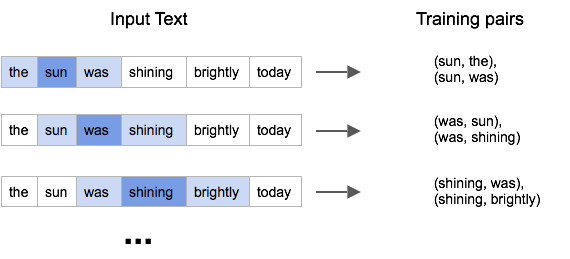 Input Text
Training pairs
the sun was shining brightly today
(sun, the),
(sun, was)
the sun was shining brightly today
(was, sun),
(was, shining)
the sun was shining brightly today
(shining, was),
(shining, brightly)
...